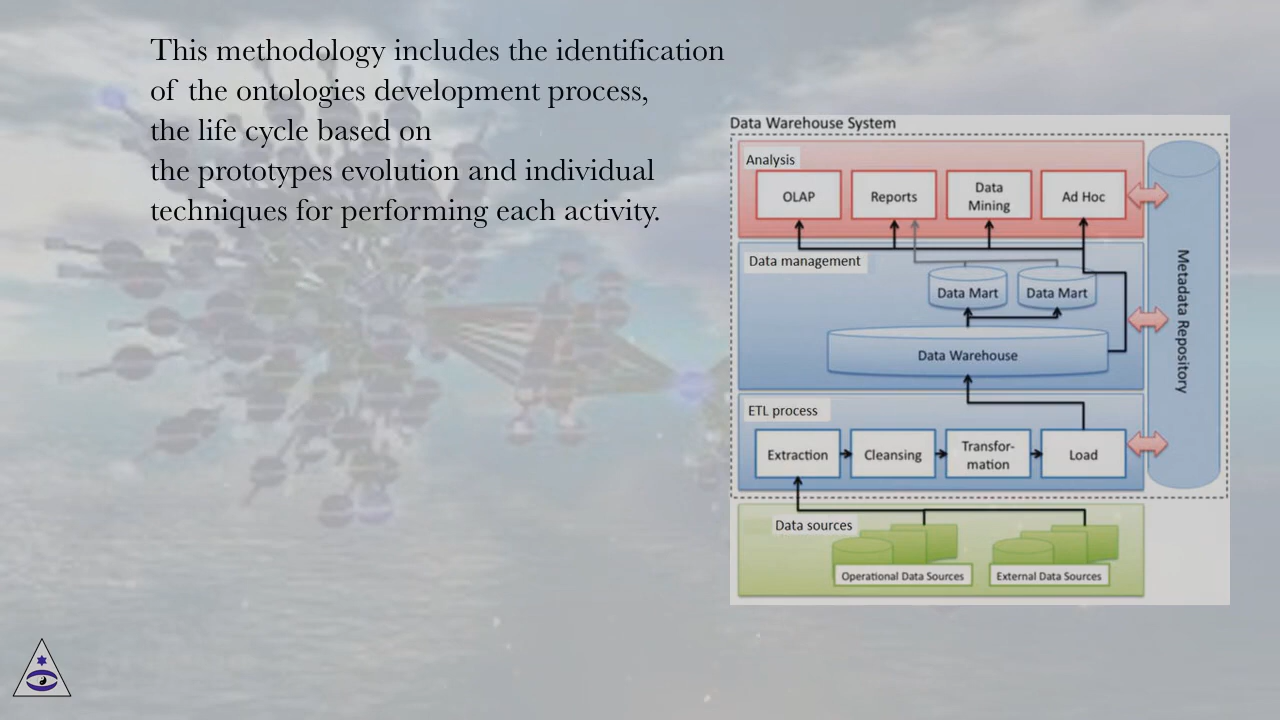 This methodology includes the identification
of the ontologies development process,
the life cycle based on
the prototypes evolution and individual
techniques for performing each activity.
Data Warehouse System
Analysis
OLAP
Reports
Data
Mining
Ad Hoc
Data management
Data Mart
Data Mart
Data Warehouse
Metadata Repository
ETL process
Extraction
Cleansing
Transfor-
mation
Load
Data sources
Operational Data Sources
External Data Sources